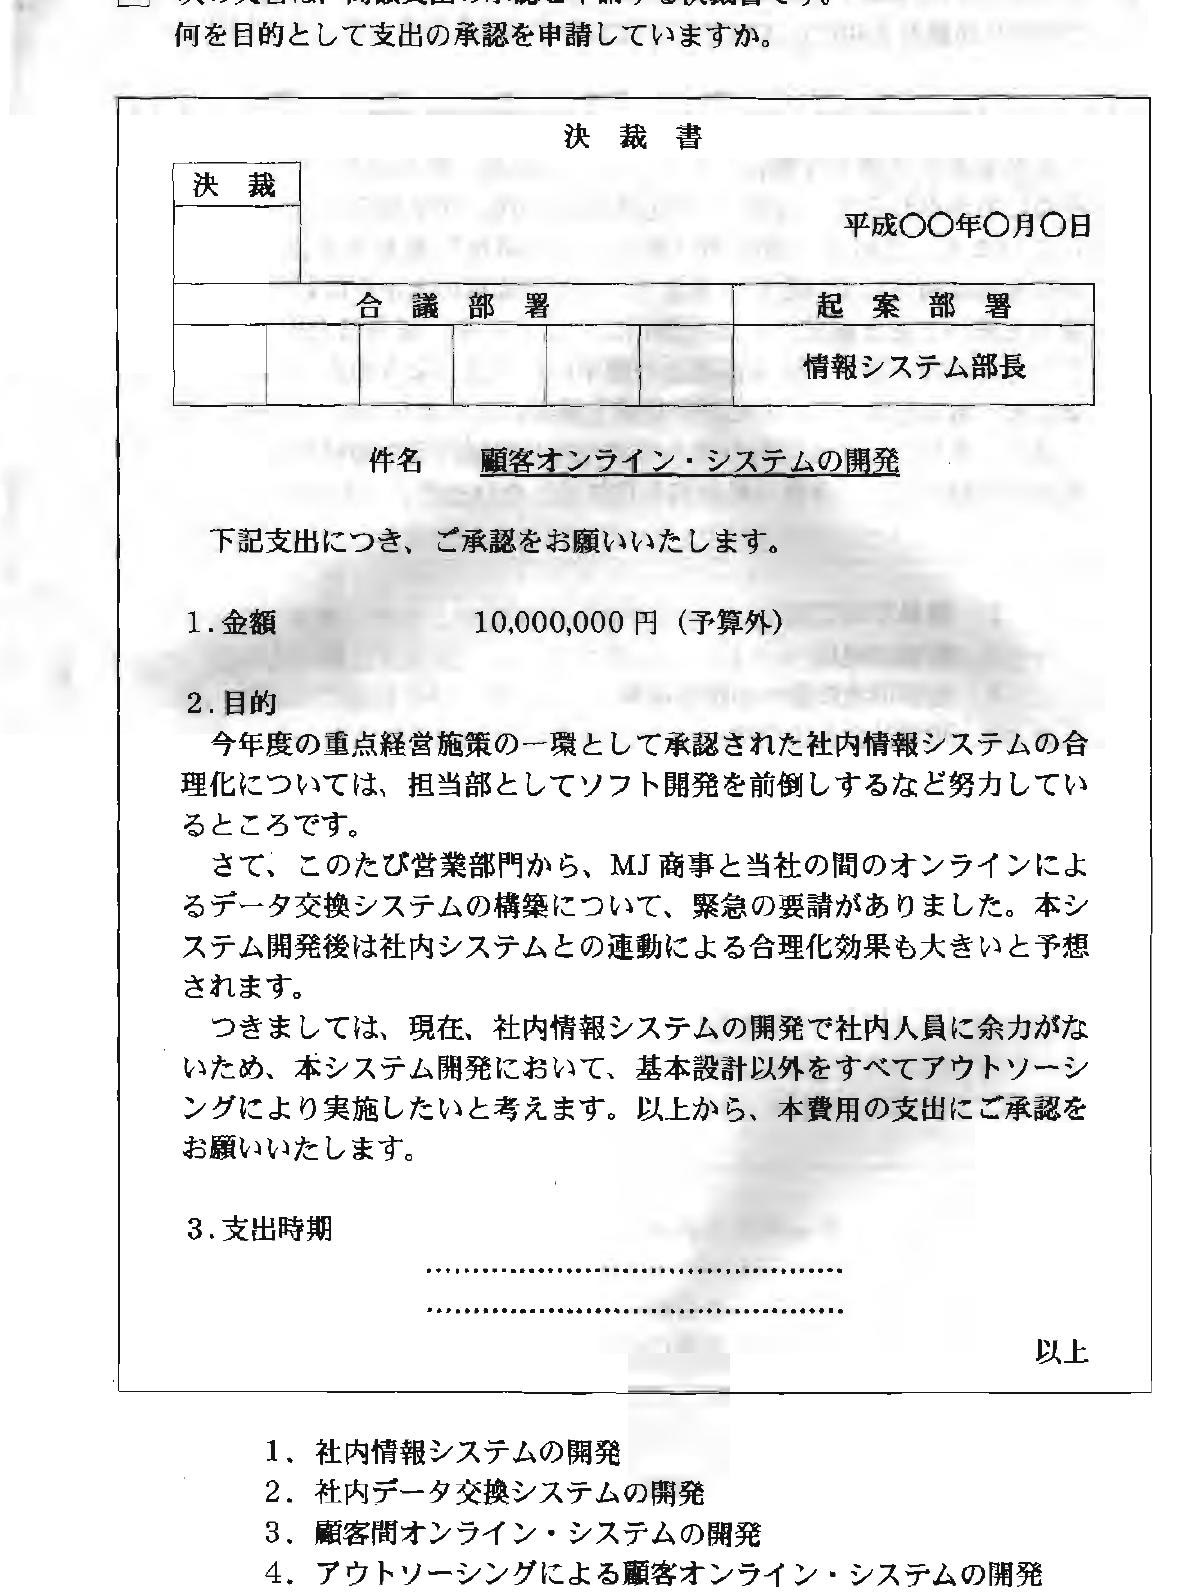 何を目的として支出の承認を申請していますか。
決 裁 書
決 裁
平成〇〇年〇月〇日
合 議 部 署
起 案 部 署
情報システム部長
件名 顧客オンライン・システムの開発
下記支出につき、ご承認をお願いいたします。
1.金額 10,000,000円(予算外)
2.目的
今年度の重点経営施策の一環として承認された社内情報システムの合
理化については、担当部としてソフト開発を前倒しするなど努力してい
るところです。
さて、このたび営業部門から、MJ商事と当社の間のオンラインによ
るデータ交換システムの構築について、緊急の要請がありました。本シ
ステム開発後は社内システムとの連動による合理化効果も大きいと予想
されます。
つきましては、現在、社内情報システムの開発で社内人員に余力がな
いため、本システム開発において、基本設計以外をすべてアウトソーシ
ングにより実施したいと考えます。以上から、本費用の支出にご承認を
お願いいたします。
3.支出時期
以上
1. 社内情報システムの開発
2. 社内データ交換システムの開発
3. 顧客間オンライン・システムの開発
4. アウトソーシングによる顧客オンライン・システムの開発